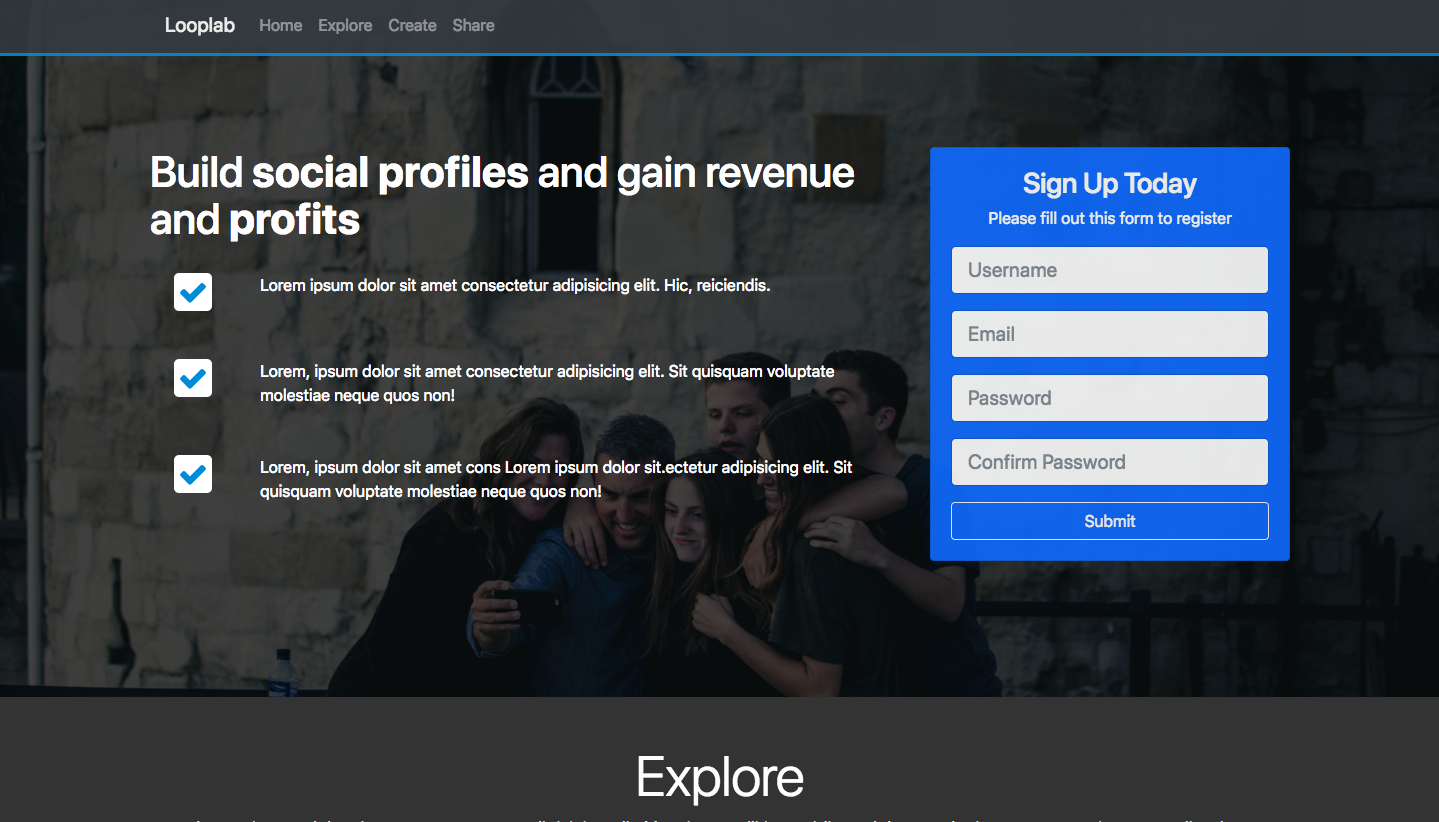 Looplab Home Explore Create Share
Build social profiles and gain revenue
and profits
Lorem ipsum dolor sit amet consectetur adipisicing elit. Hic, reiciendis.
Lorem, ipsum dolor sit amet consectetur adipisicing elit. Sit quisquam voluptate
molestiae neque quos non!
Lorem, ipsum dolor sit amet cons Lorem ipsum dolor sit.ectetur adipisicing elit. Sit
quisquam voluptate molestiae neque quos non!
Sign Up Today
Please fill out this form to register
Username
Email
Password
Confirm Password
Submit
Explore